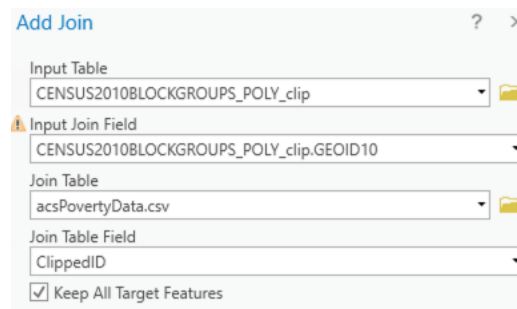 Add Join ?
Input Table
CENSUS2010BLOCKGROUPS_POLY_clip
Input Join Field
CENSUS2010BLOCKGROUPS_POLY_clip.GEOID10
Join Table
acsPovertyData.csv
Join Table Field
ClippedID
Keep All Target Features